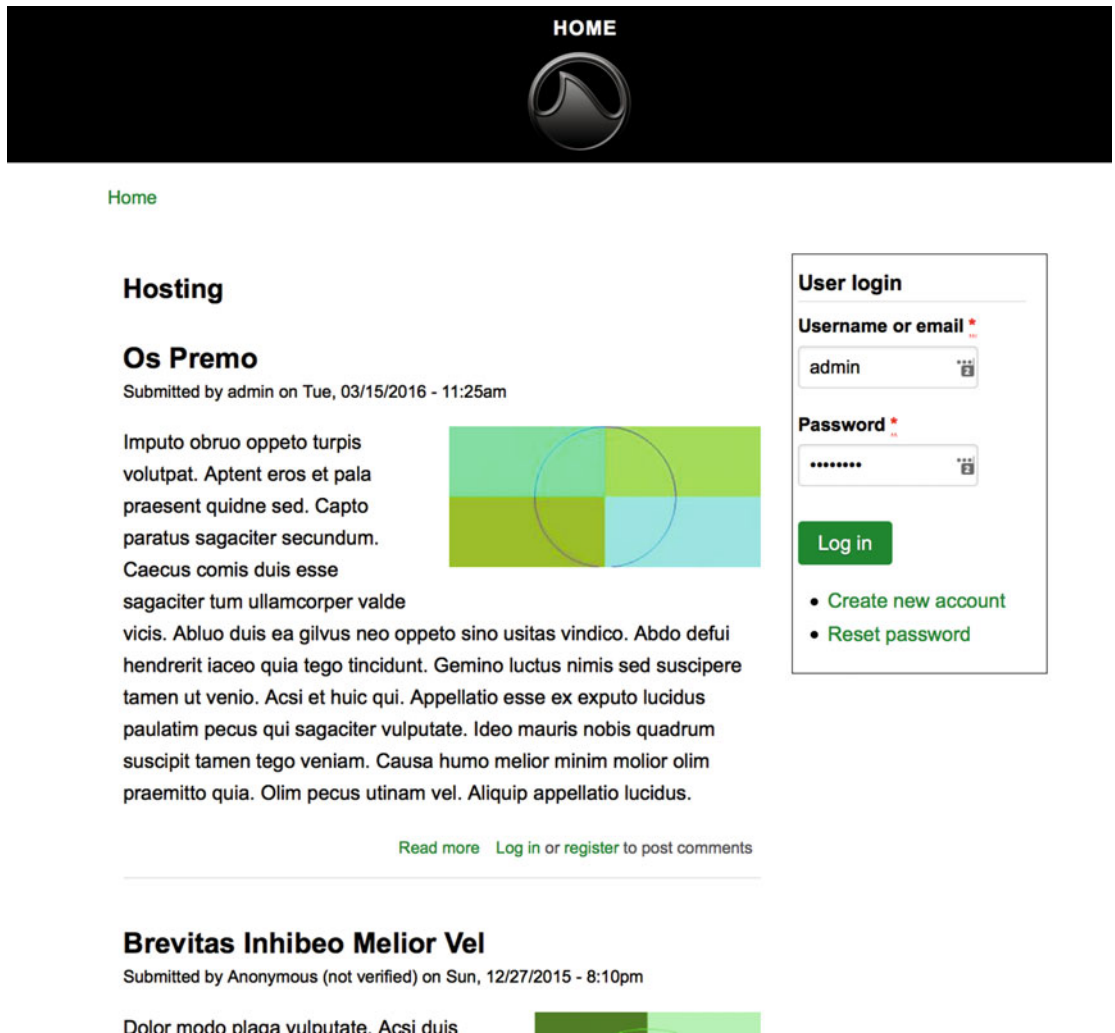 HOME
Home
Hosting
Os Premo
Submitted by admin on Tue, 03/15/2016 - 11:25am
Imputo obruo oppeto turpis
volutpat. Aptent eros et pala
praesent quidne sed. Capto
paratus sagaciter secundum.
Caecus comis duis esse
sagaciter tum ullamcorper valde
vicis. Abluo duis ea gilvus neo oppeto sino usitas vindico. Abdo defui
hendrerit iaceo quia tego tincidunt. Gemino luctus nimis sed suscipere
tamen ut venio. Acsi et huic qui. Appellatio esse ex exputo lucidus
paulatim pecus qui sagaciter vulputate. Ideo mauris nobis quadrum
suscipit tamen tego veniam. Causa humo melior minim molior olim
praemitto quia. Olim pecus utinam vel. Aliquip appellatio lucidus.
Read more Log in or register to post comments
Brevitas Inhibeo Melior Vel
Submitted by Anonymous (not verified) on Sun, 12/27/2015 - 8:10pm
Dolor modo plaga vulputate. Acsi duis
User login
Username or email *
admin
2
Password *
••••••••
2
Log in
• Create new account
• Reset password